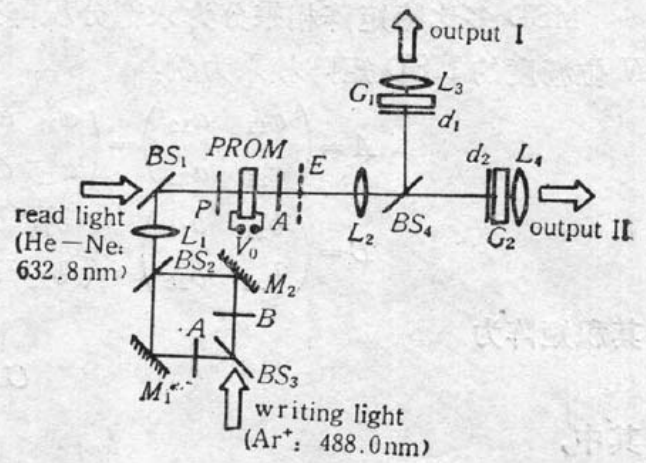 output I
L3
G1
d1
BS1
PROM
E
d2
L4
P
A
V0
L2
BS4
G2
output II
read light
(He—Ne:
632.8nm)
L1
BS2
M2
A
B
M1
BS3
writing light
(Ar+: 488.0nm)